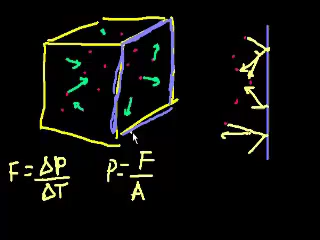 F = ΔP/ΔT
P = F/A